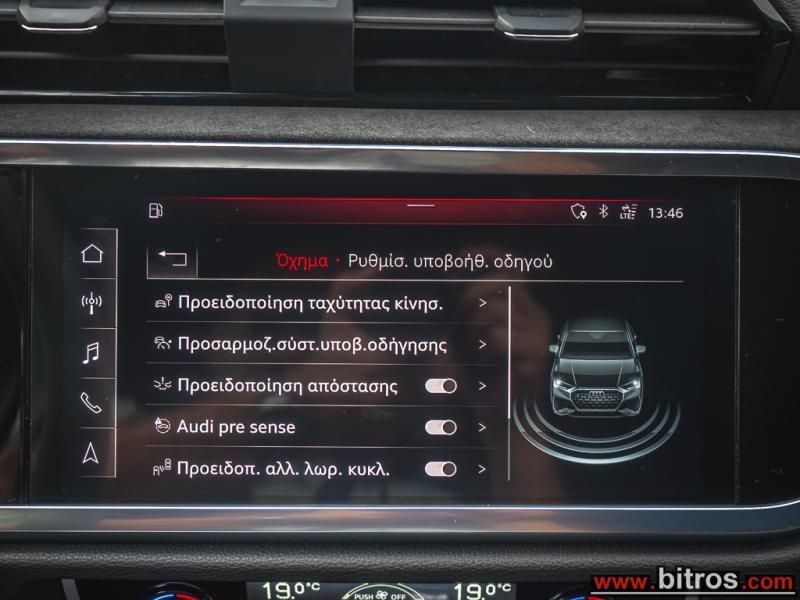 LTE 13:46
Όχημα · Ρυθμίσ. υποβοήθ. οδηγού
Προειδοποίηση ταχύτητας κίνησ. >
Προσαρμοζ.σύστ.υποβ.οδήγησης >
Προειδοποίηση απόστασης >
Audi pre sense >
Προειδοπ. αλλ. λωρ. κυκλ. >
19.0°C PUSH OFF 19.0°C
www.bitros.com